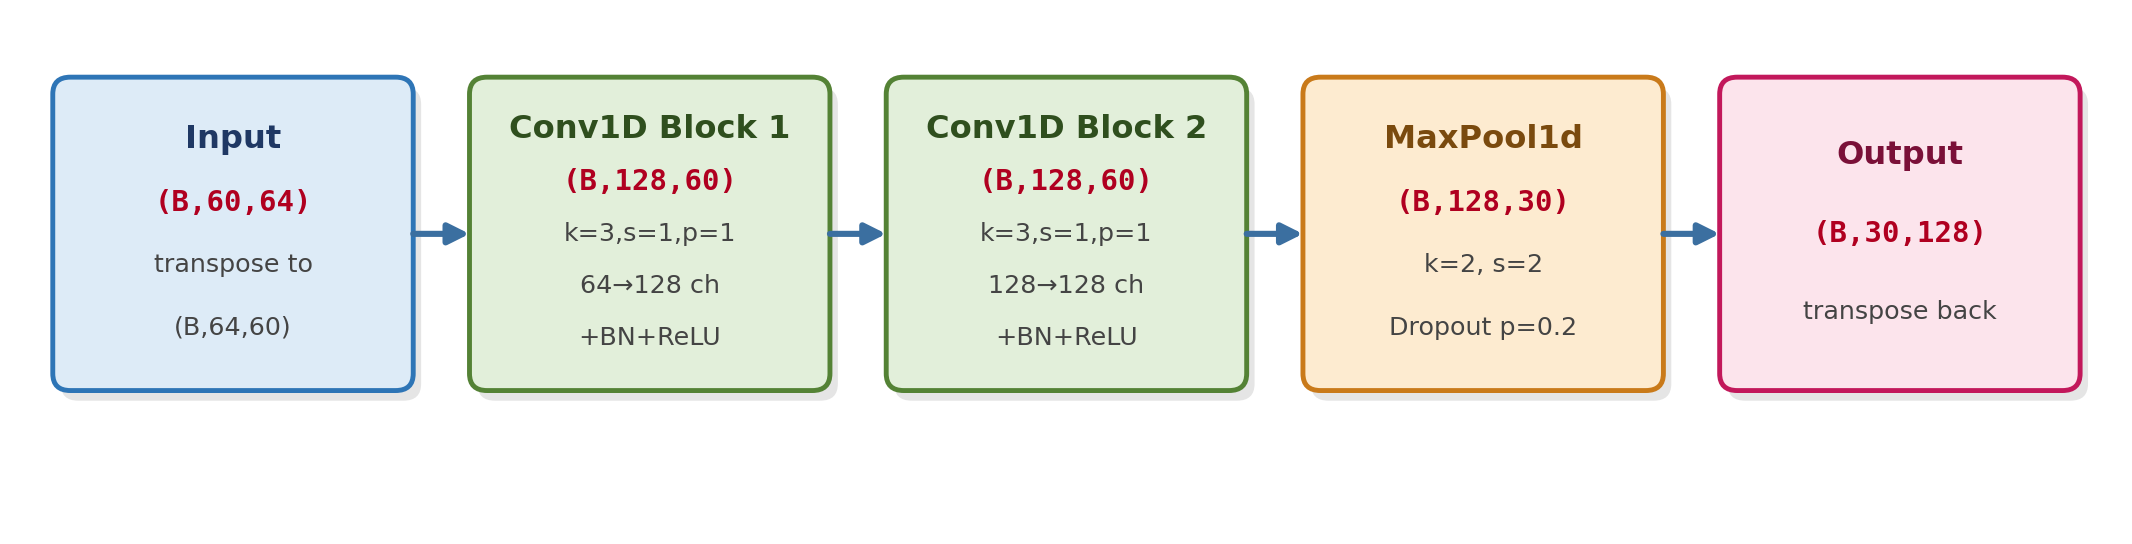 Input
(B,60,64)
transpose to
(B,64,60)
Conv1D Block 1
(B,128,60)
k=3,s=1,p=1
64→128 ch
+BN+ReLU
Conv1D Block 2
(B,128,60)
k=3,s=1,p=1
128→128 ch
+BN+ReLU
MaxPool1d
(B,128,30)
k=2, s=2
Dropout p=0.2
Output
(B,30,128)
transpose back